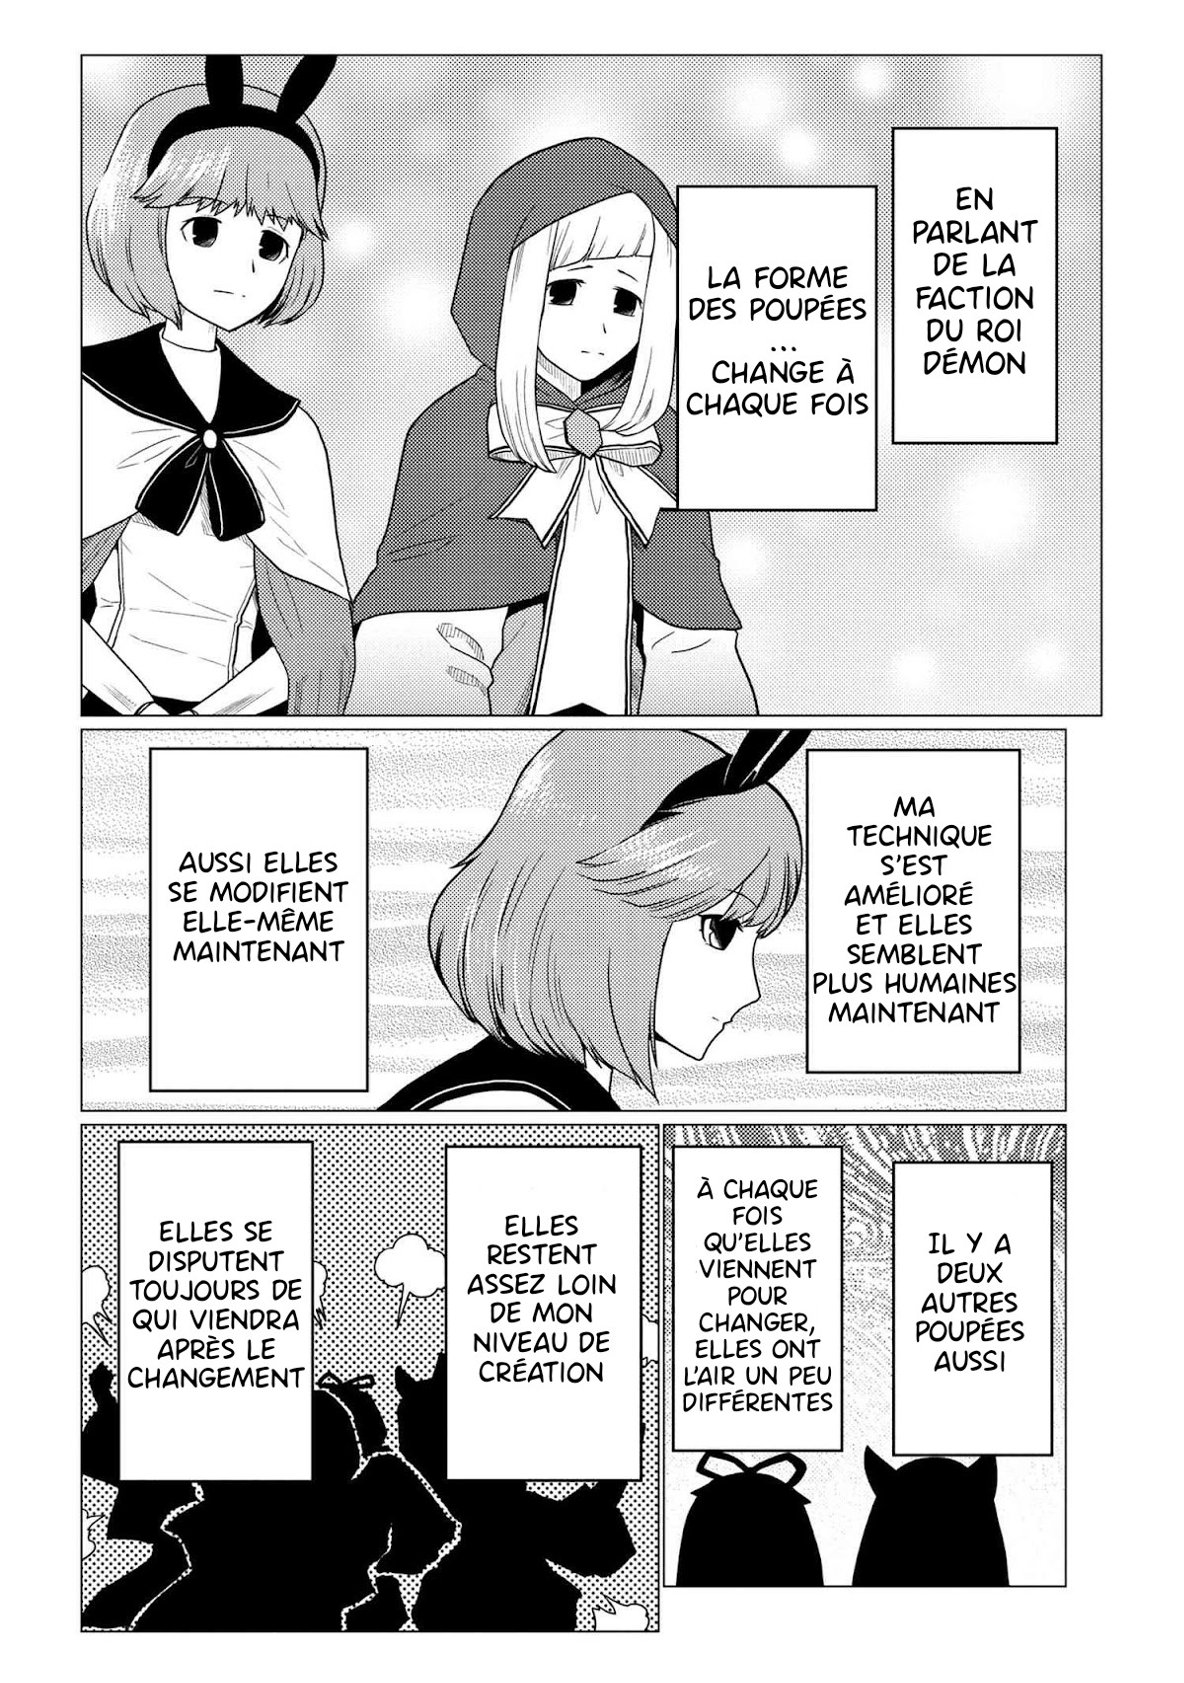 EN
PARLANT
DE LA
FACTION
DU ROI
DÉMON
LA FORME
DES POUPÉES
...
CHANGE À
CHAQUE FOIS
MA
TECHNIQUE
S'EST
AMÉLIORÉ
ET ELLES
SEMBLENT
PLUS HUMAINES
MAINTENANT
AUSSI ELLES
SE MODIFIENT
ELLE-MÊME
MAINTENANT
IL Y A
DEUX
AUTRES
POUPÉES
AUSSI
À CHAQUE
FOIS
QU'ELLES
VIENNENT
POUR
CHANGER,
ELLES ONT
L'AIR UN PEU
DIFFÉRENTES
ELLES
RESTENT
ASSEZ LOIN
DE MON
NIVEAU DE
CRÉATION
ELLES SE
DISPUTENT
TOUJOURS DE
QUI VIENDRA
APRÈS LE
CHANGEMENT